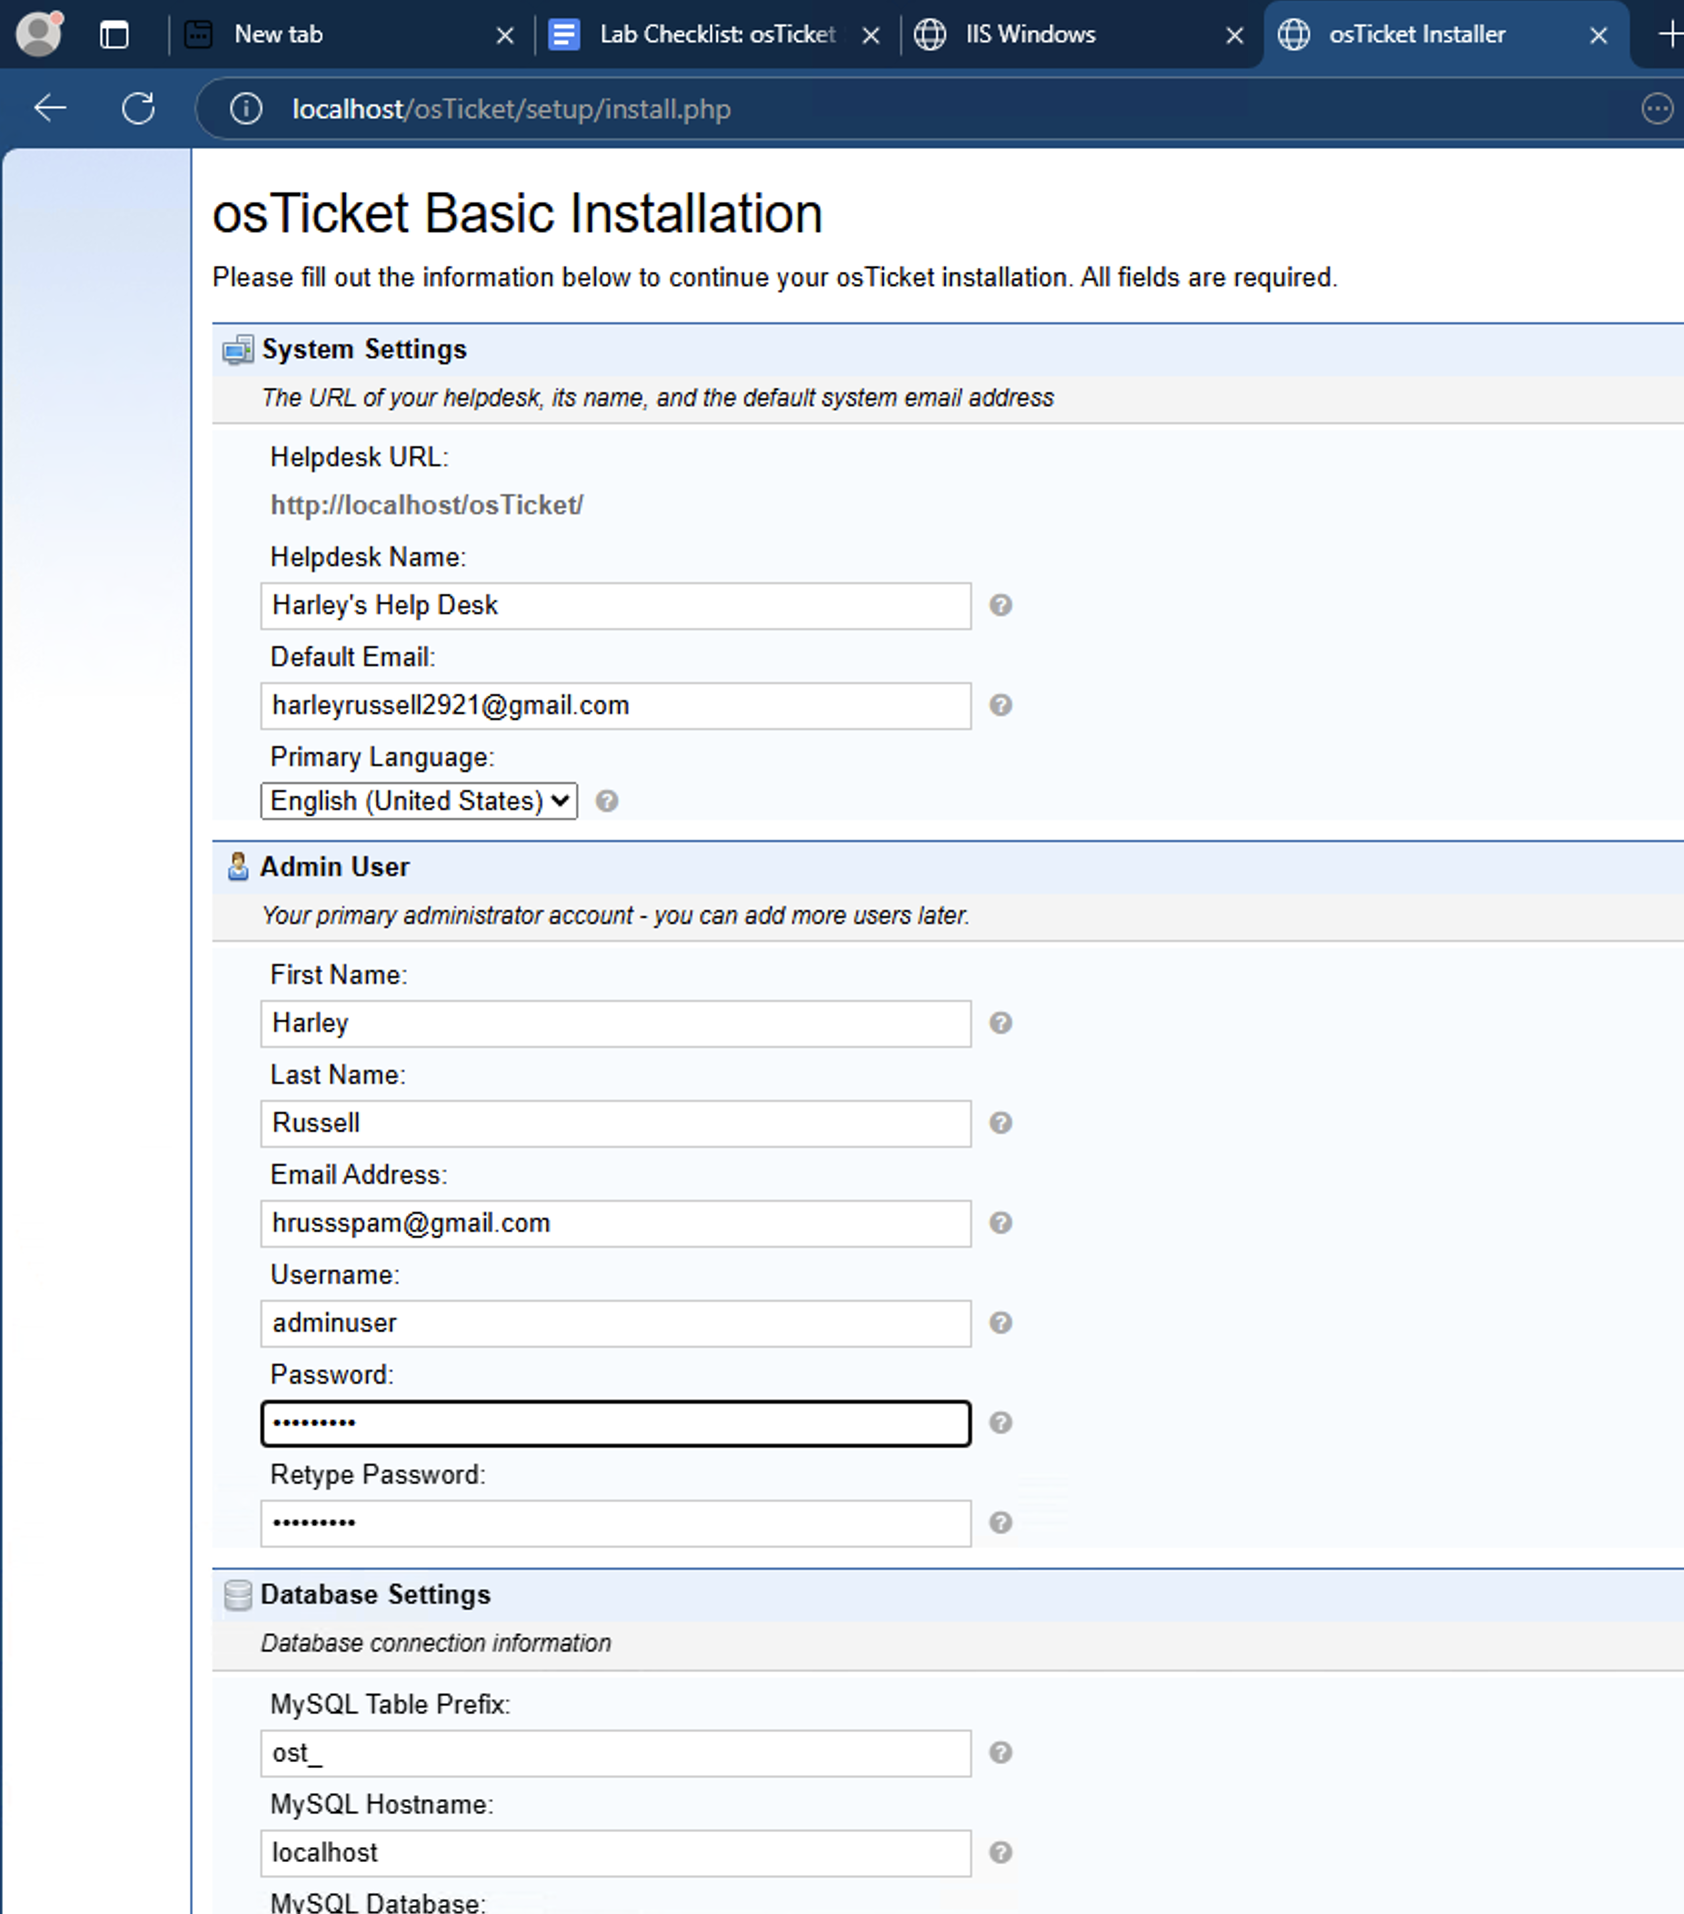 New tab
Lab Checklist: osTicket
IIS Windows
osTicket Installer
localhost/osTicket/setup/install.php
osTicket Basic Installation
Please fill out the information below to continue your osTicket installation. All fields are required.
System Settings
The URL of your helpdesk, its name, and the default system email address
Helpdesk URL:
http://localhost/osTicket/
Helpdesk Name:
Harley's Help Desk
Default Email:
harleyrussell2921@gmail.com
Primary Language:
English (United States)
Admin User
Your primary administrator account - you can add more users later.
First Name:
Harley
Last Name:
Russell
Email Address:
hrussspam@gmail.com
Username:
adminuser
Password:
•••••••••
Retype Password:
•••••••••
Database Settings
Database connection information
MySQL Table Prefix:
ost_
MySQL Hostname:
localhost
MySQL Database: